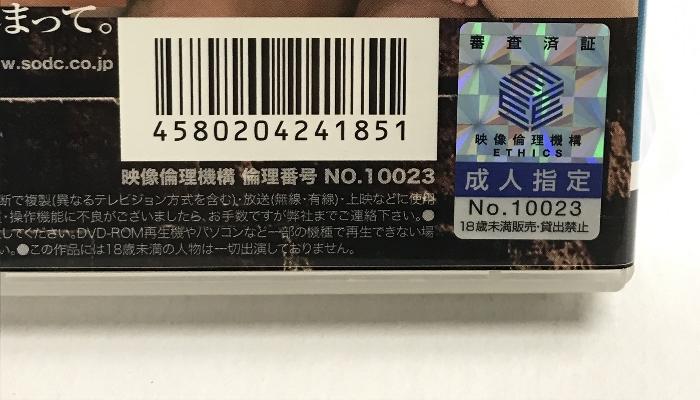 まって。
w.sodc.co.jp
4580204241851
映像倫理機構 倫理番号 NO.10023
断で複製(異なるテレビジョン方式を含む)・放送(無線・有線)・上映などに使用
・操作機能に不良がございましたら、お手数ですが弊社までご連絡下さい。●
してください。DVD-ROM再生機やパソコンなど一部の機種で再生できない場
い。●この作品には18歳未満の人物は一切出演しておりません。
審査済証
映像倫理機構
ETHICS
成人指定
No.10023
18歳未満販売・貸出禁止